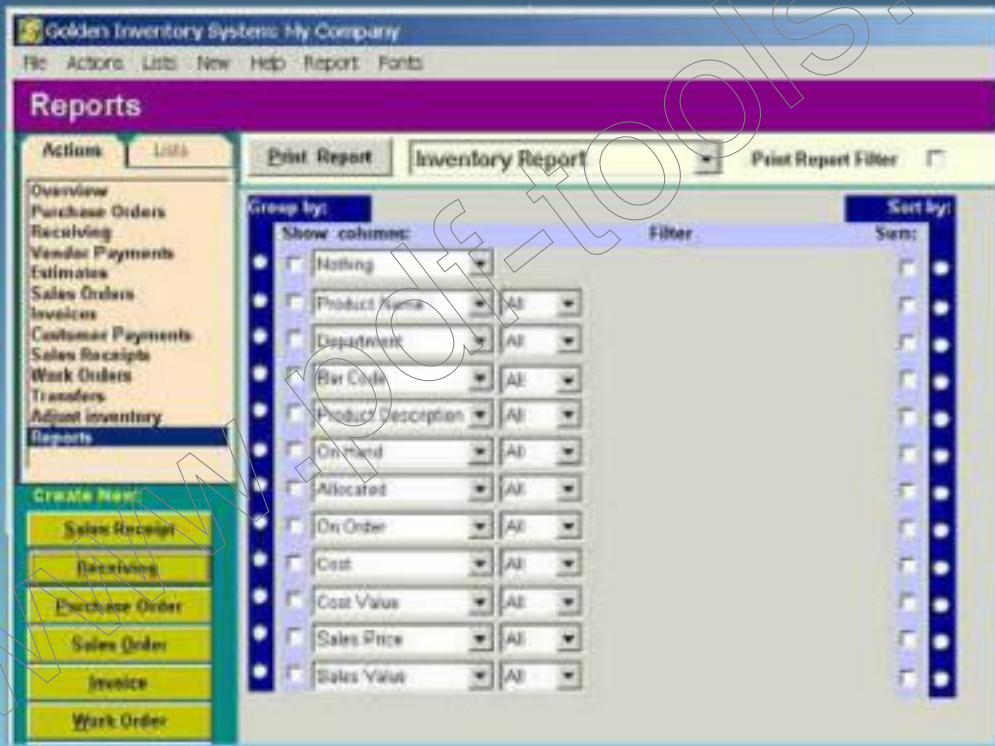 Golden Inventory System: My Company
File Actions Lists New Help Report Fonts
Reports
Actions Lists
Print Report Inventory Report Print Report Filter
Overview
Purchase Orders
Receiving
Vendor Payments
Estimates
Sales Orders
Invoices
Customer Payments
Sales Receipts
Work Orders
Transfers
Adjust inventory
Reports
Create New:
Sales Receipt
Receiving
Purchase Order
Sales Order
Invoice
Work Order
Group by: Sort by:
Show columns: Filter Sum:
Nothing
Product Name All
Department All
Bar Code All
Product Description All
On Hand All
Allocated All
On Order All
Cost All
Cost Value All
Sales Price All
Sales Value All
www.pdf-tools.